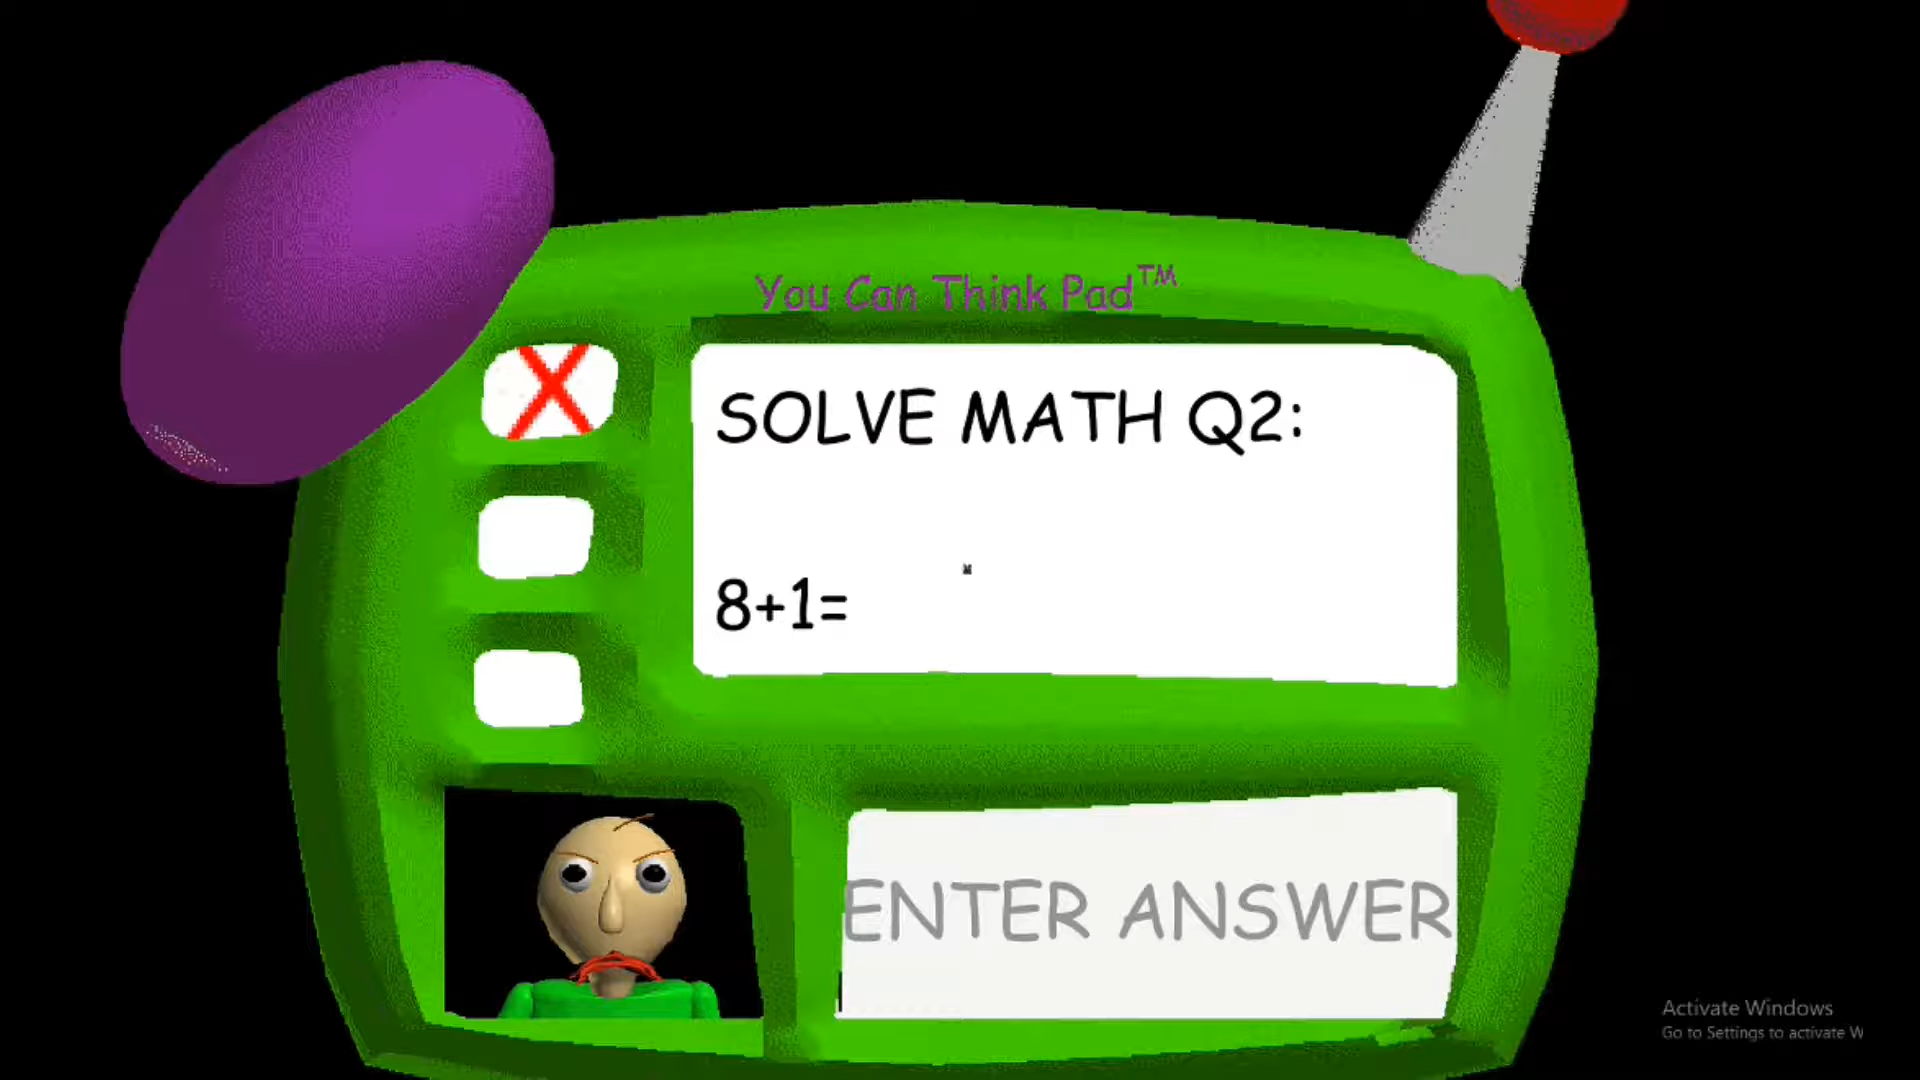 You Can Think Pad™
SOLVE MATH Q2:
8+1=
ENTER ANSWER
Activate Windows
Go to Settings to activate W